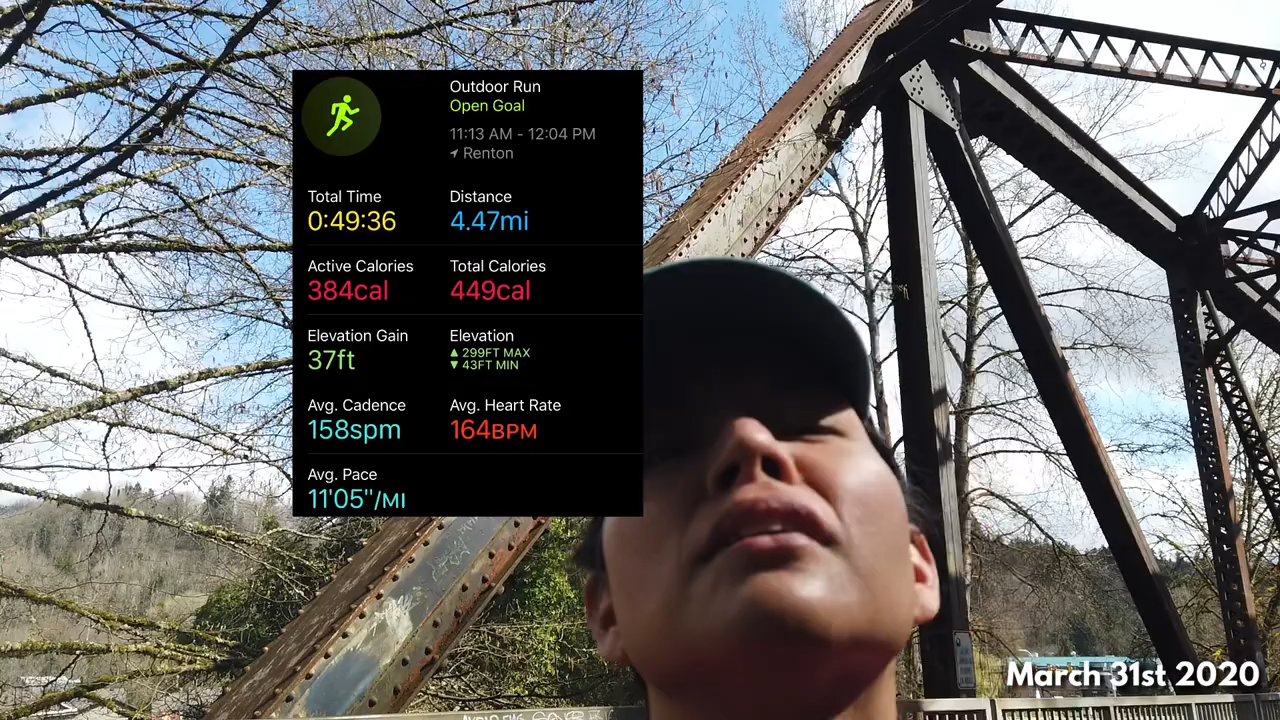 Outdoor Run
Open Goal
11:13 AM - 12:04 PM
Renton
Total Time
0:49:36
Distance
4.47mi
Active Calories
384cal
Total Calories
449cal
Elevation Gain
37ft
Elevation
▲ 299FT MAX
▼ 43FT MIN
Avg. Cadence
158spm
Avg. Heart Rate
164BPM
Avg. Pace
11'05"/MI
March 31st 2020